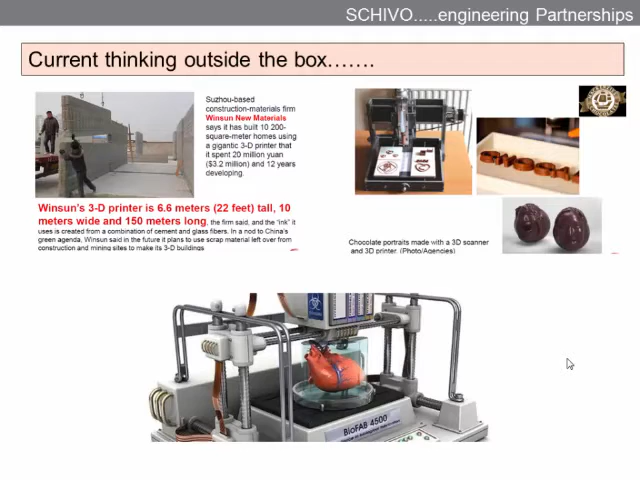 SCHIVO.....engineering Partnerships
Current thinking outside the box…….
Suzhou-based
construction-materials firm
Winsun New Materials
says it has built 10 200-
square-meter homes using
a gigantic 3-D printer that
it spent 20 million yuan
($3.2 million) and 12 years
developing.
Winsun's 3-D printer is 6.6 meters (22 feet) tall, 10
meters wide and 150 meters long, the firm said, and the "ink" it
uses is created from a combination of cement and glass fibers. In a nod to China's
green agenda, Winsun said in the future it plans to use scrap material left over from
construction and mining sites to make its 3-D buildings
Chocolate portraits made with a 3D scanner
and 3D printer. (Photo/Agencies)
BioFAB 4500